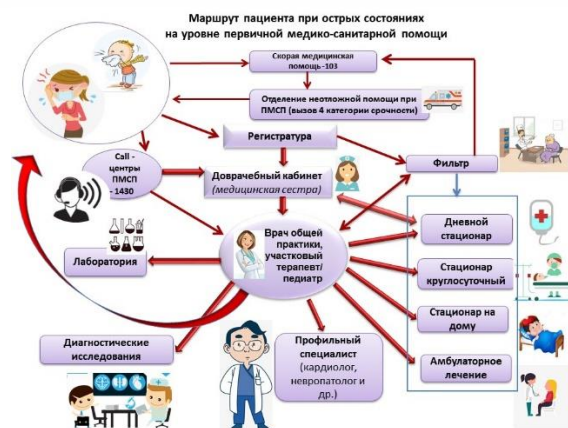 Маршрут пациента при острых состояниях
на уровне первичной медико-санитарной помощи
Скорая медицинская
помощь -103
Отделение неотложной помощи при
ПМСП (вызов 4 категории срочности)
Регистратура
Call -
центры
ПМСП
- 1430
Доврачебный кабинет
(медицинская сестра)
Фильтр
Врач общей
практики,
участковый
терапевт/
педиатр
Дневной
стационар
Лаборатория
Стационар
круглосуточный
Стационар на
дому
Диагностические
исследования
Профильный
специалист
(кардиолог,
невропатолог и
др.)
Амбулаторное
лечение